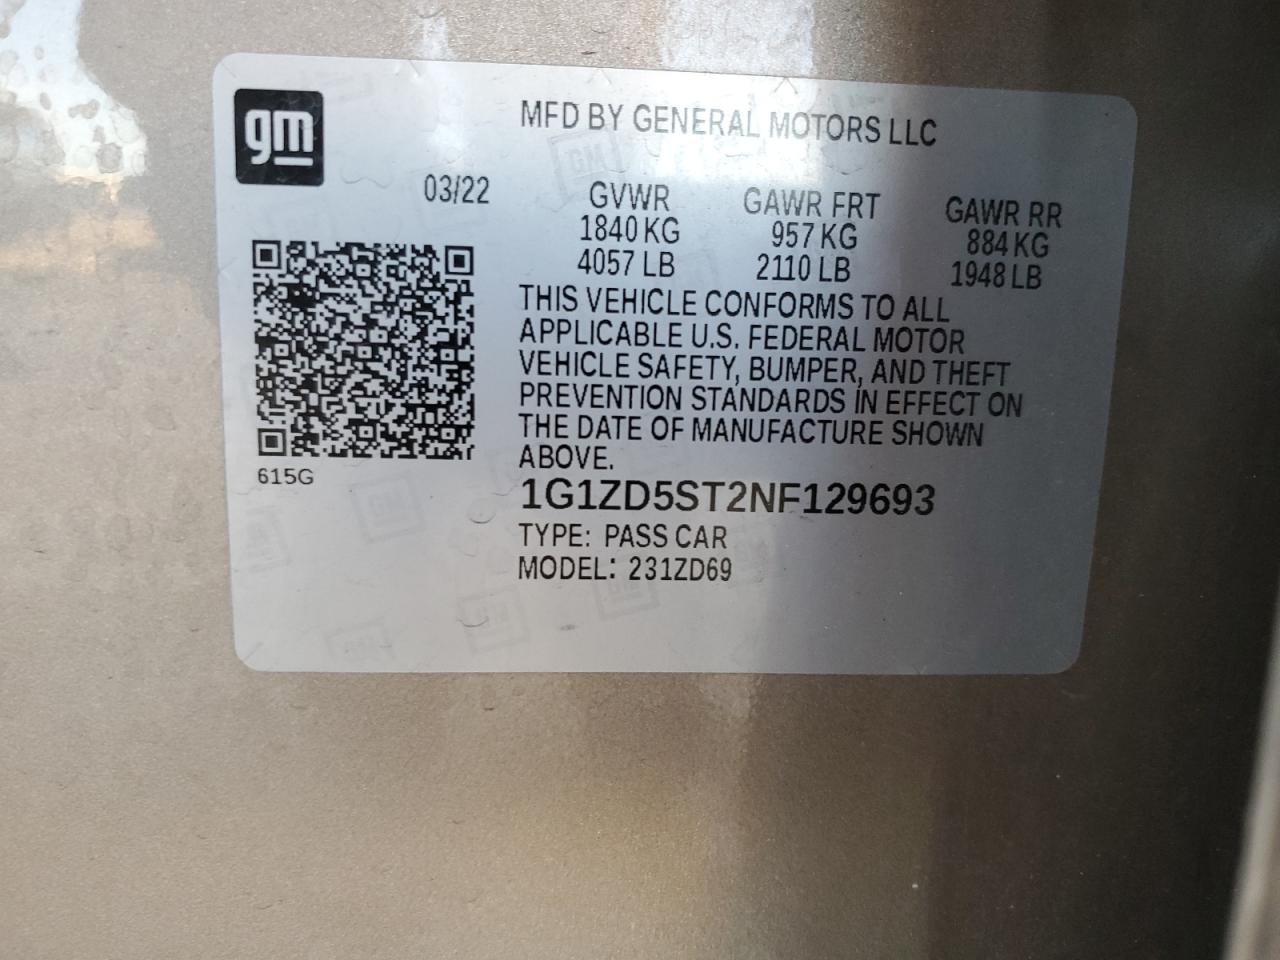 gm
MFD BY GENERAL MOTORS LLC
03/22
GVWR GAWR FRT GAWR RR
1840 KG 957 KG 884 KG
4057 LB 2110 LB 1948 LB
THIS VEHICLE CONFORMS TO ALL
APPLICABLE U.S. FEDERAL MOTOR
VEHICLE SAFETY, BUMPER, AND THEFT
PREVENTION STANDARDS IN EFFECT ON
THE DATE OF MANUFACTURE SHOWN
ABOVE.
615G
1G1ZD5ST2NF129693
TYPE: PASS CAR
MODEL: 231ZD69